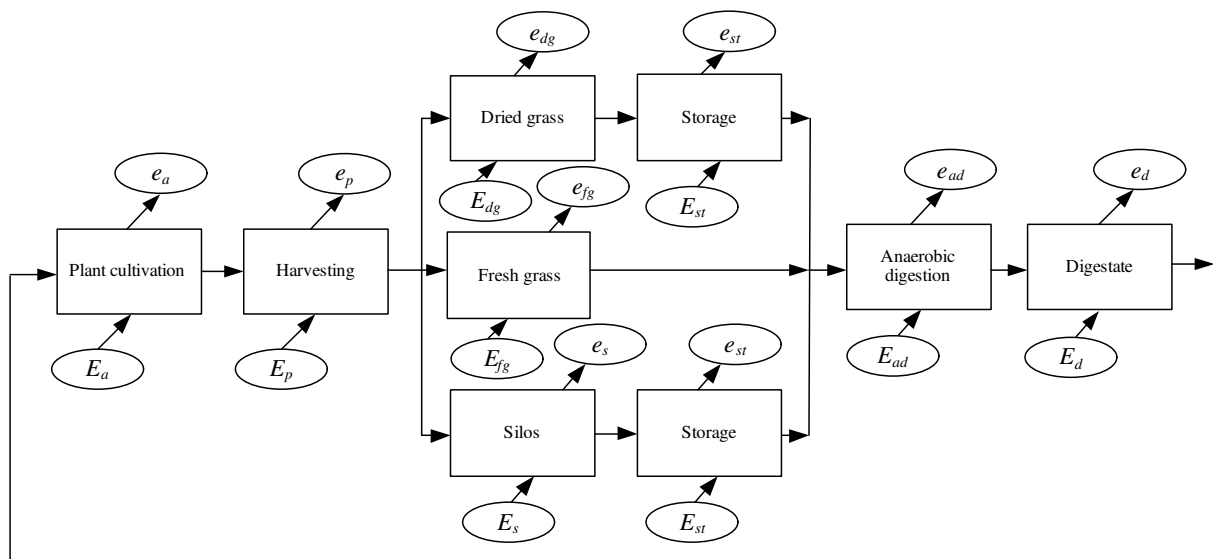 e_dg
e_st
Dried grass
Storage
e_a
e_p
E_dg
e_fg
E_st
e_ad
e_d
Plant cultivation
Harvesting
Fresh grass
Anaerobic
digestion
Digestate
E_a
E_p
E_fg
e_s
e_st
E_ad
E_d
Silos
Storage
E_s
E_st